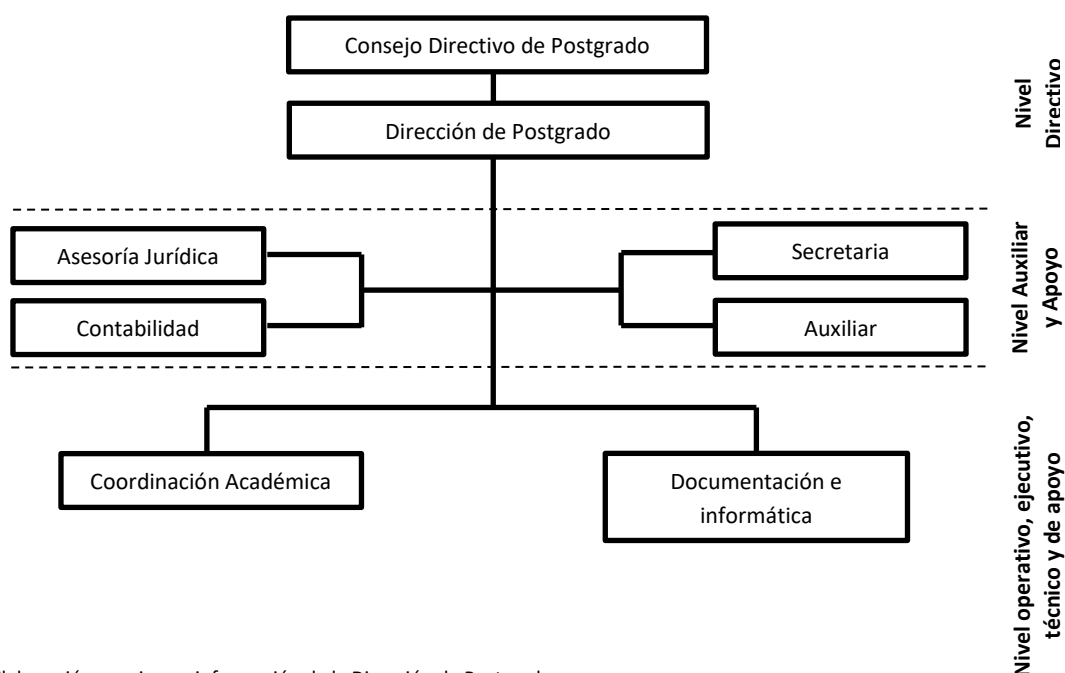 Consejo Directivo de Postgrado
Nivel
Directivo
Dirección de Postgrado
Asesoría Jurídica
Secretaria
Nivel Auxiliar
y Apoyo
Contabilidad
Auxiliar
Coordinación Académica
Documentación e
informática
Nivel operativo, ejecutivo,
técnico y de apoyo